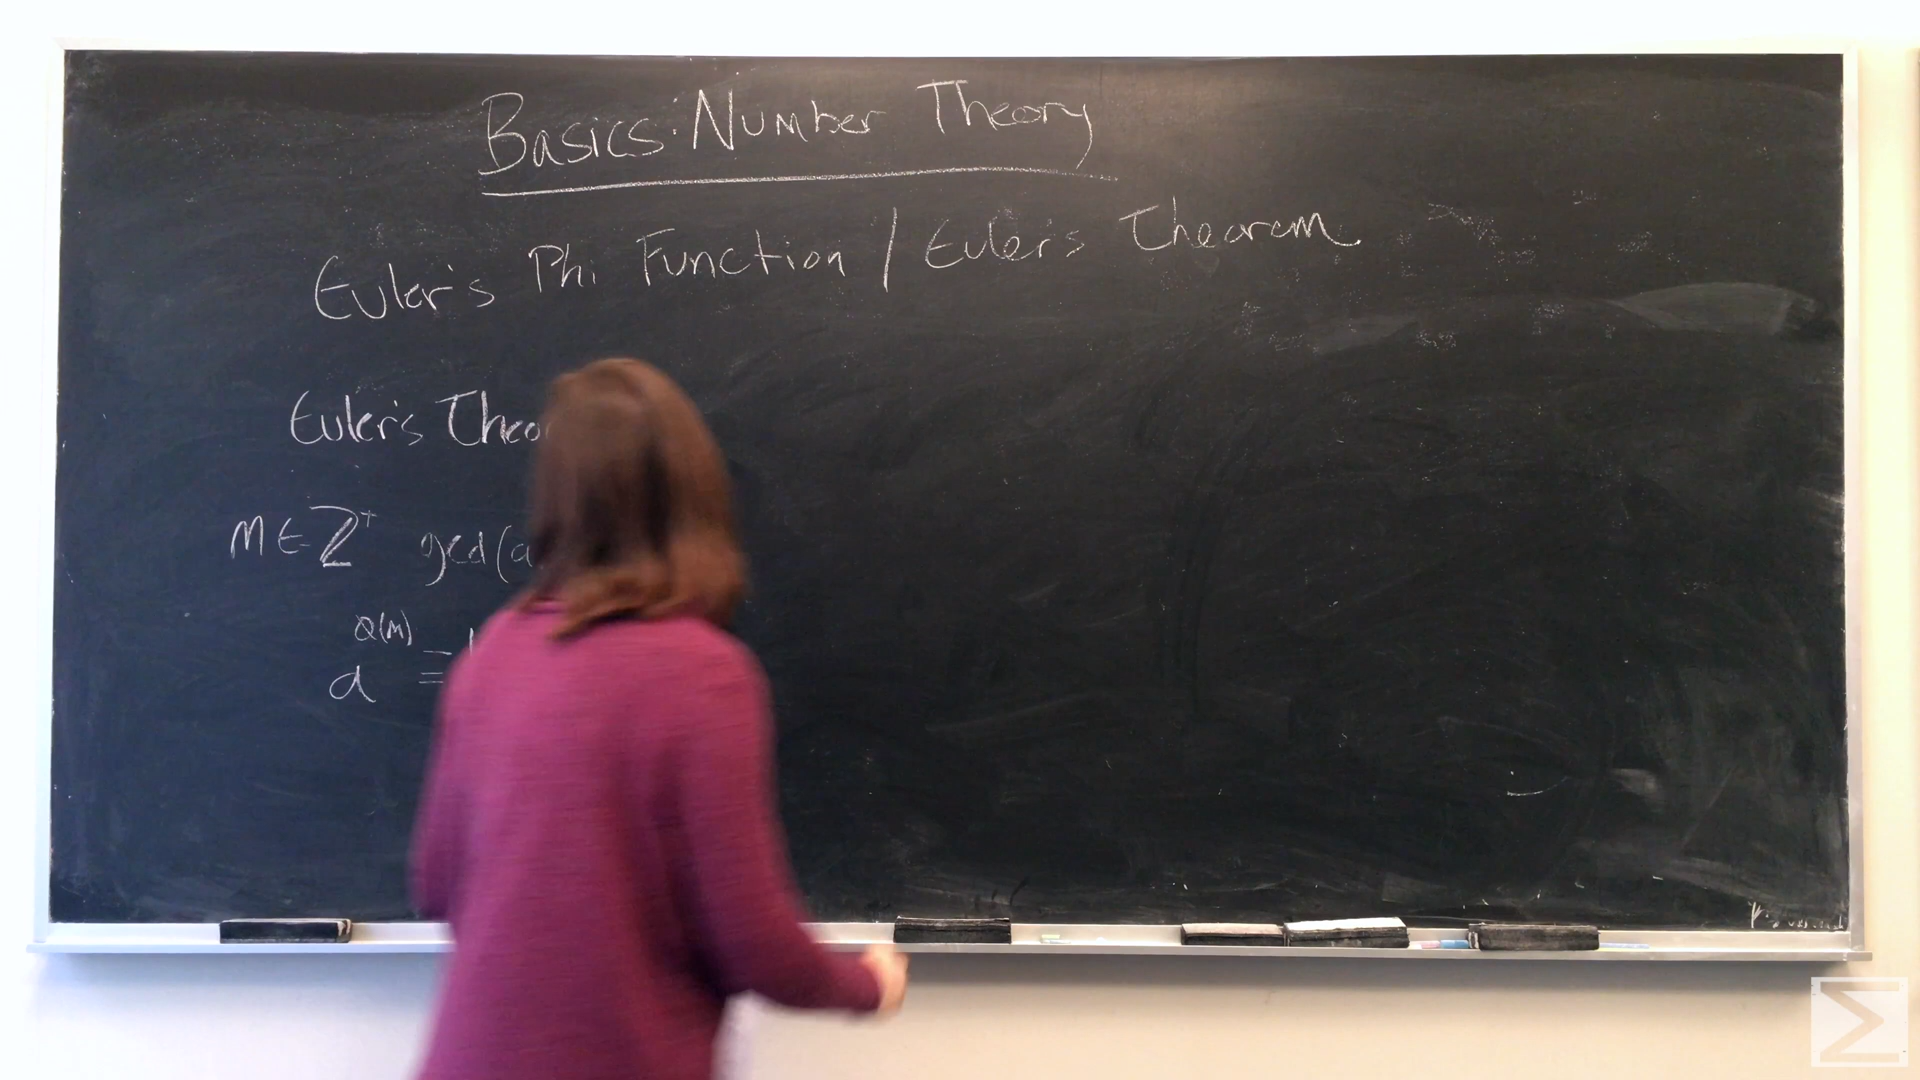 Basics: Number Theory
Euler's Phi Function / Euler's Theorem
Euler's Theo
m ∈ Z⁺ gcd(a
a^φ(m) ≡
Σ